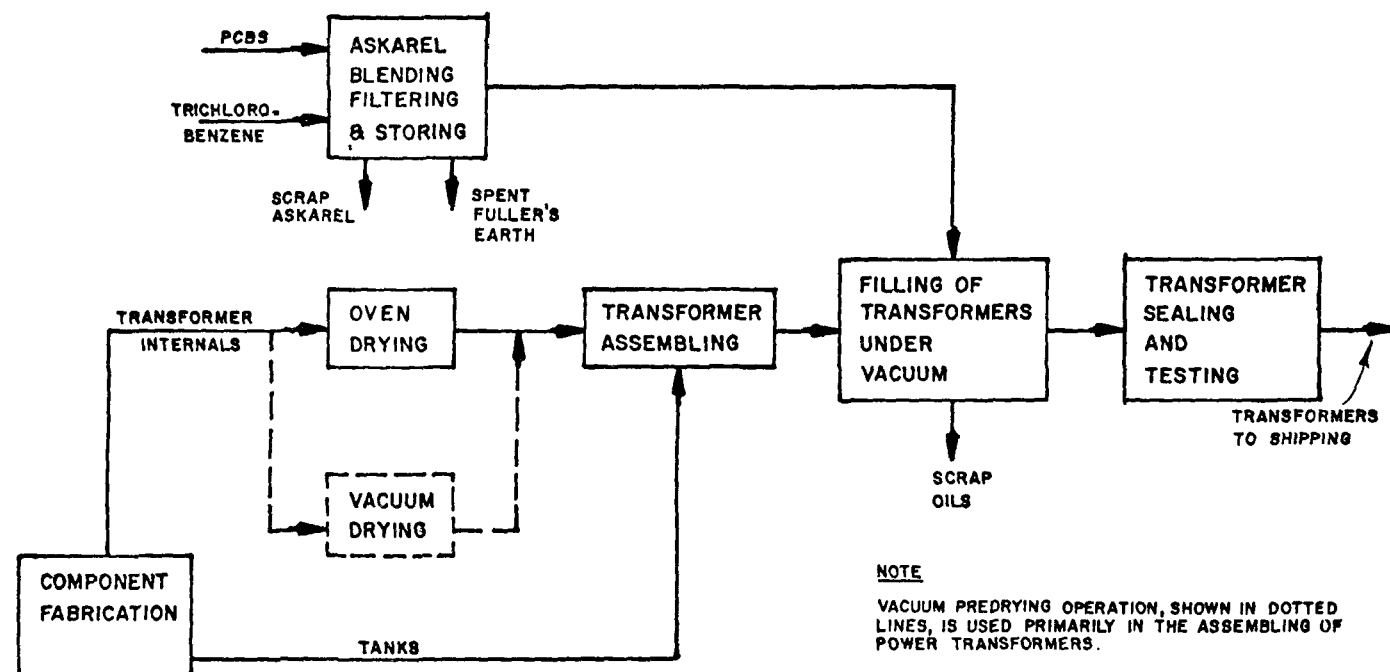 PCBS
TRICHLORO-
BENZENE
ASKAREL
BLENDING
FILTERING
& STORING
SCRAP
ASKAREL
SPENT
FULLER'S
EARTH
TRANSFORMER
INTERNALS
OVEN
DRYING
TRANSFORMER
ASSEMBLING
FILLING OF
TRANSFORMERS
UNDER
VACUUM
TRANSFORMER
SEALING
AND
TESTING
TRANSFORMERS
TO SHIPPING
SCRAP
OILS
VACUUM
DRYING
COMPONENT
FABRICATION
TANKS
NOTE
VACUUM PREDRYING OPERATION, SHOWN IN DOTTED
LINES, IS USED PRIMARILY IN THE ASSEMBLING OF
POWER TRANSFORMERS.